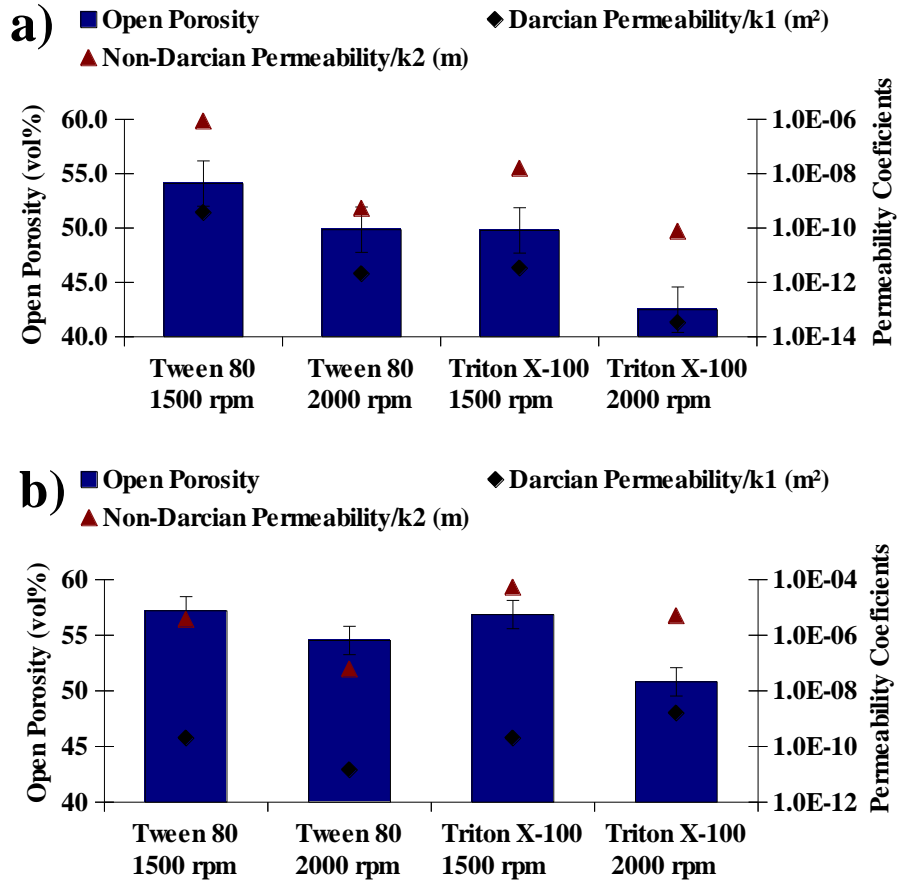 a)
Open Porosity
Darcian Permeability/k1 (m²)
Non-Darcian Permeability/k2 (m)
Open Porosity (vol%)
60.0
55.0
50.0
45.0
40.0
1.0E-06
1.0E-08
1.0E-10
1.0E-12
1.0E-14
Permeability Coeficients
Tween 80
1500 rpm
Tween 80
2000 rpm
Triton X-100
1500 rpm
Triton X-100
2000 rpm
b)
Open Porosity
Darcian Permeability/k1 (m²)
Non-Darcian Permeability/k2 (m)
Open Porosity (vol%)
60
55
50
45
40
1.0E-04
1.0E-06
1.0E-08
1.0E-10
1.0E-12
Permeability Coeficients
Tween 80
1500 rpm
Tween 80
2000 rpm
Triton X-100
1500 rpm
Triton X-100
2000 rpm